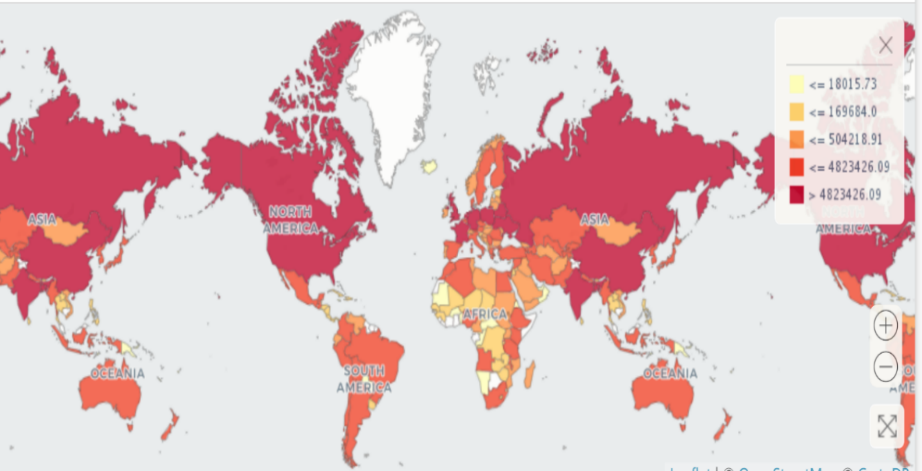 <= 18015.73
<= 169684.0
<= 504218.91
<= 4823426.09
> 4823426.09
ASIA
NORTH
AMERICA
ASIA
AMERICA
AFRICA
SOUTH
AMERICA
OCEANIA
OCEANIA